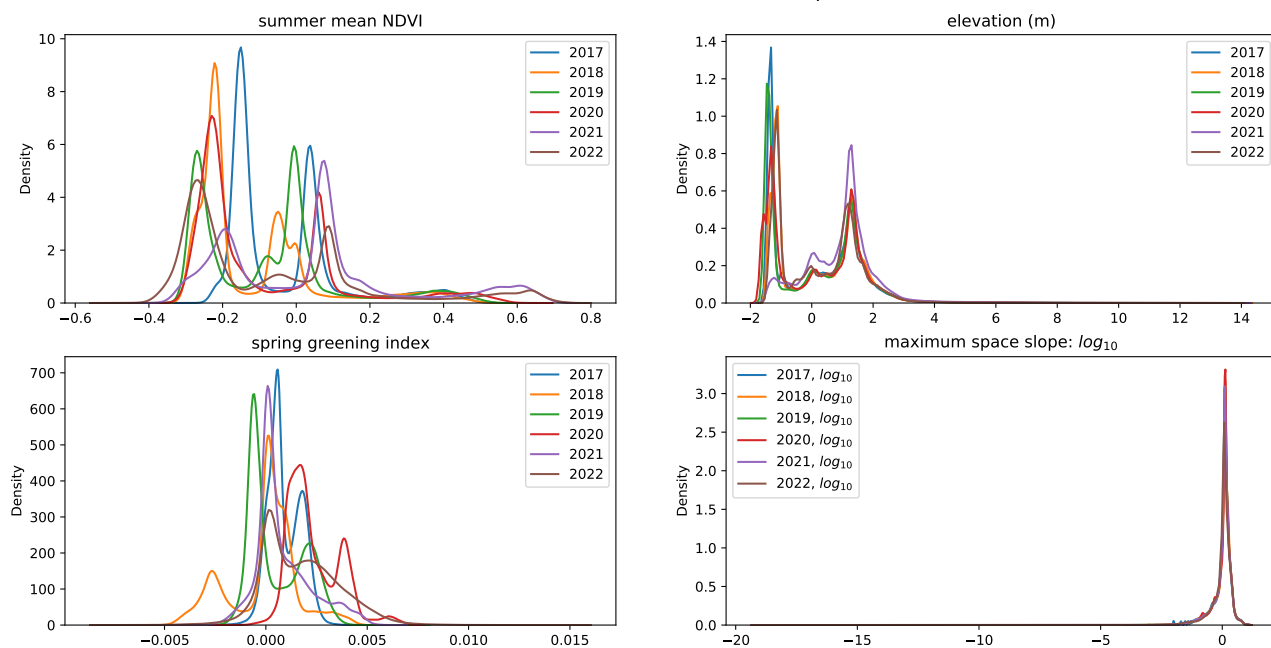 summer mean NDVI
Density
10
8
6
4
2
0
−0.6 −0.4 −0.2 0.0 0.2 0.4 0.6 0.8
2017
2018
2019
2020
2021
2022
elevation (m)
Density
1.4
1.2
1.0
0.8
0.6
0.4
0.2
0.0
−2 0 2 4 6 8 10 12 14
2017
2018
2019
2020
2021
2022
spring greening index
Density
700
600
500
400
300
200
100
0
−0.005 0.000 0.005 0.010 0.015
2017
2018
2019
2020
2021
2022
maximum space slope: log₁₀
Density
3.0
2.5
2.0
1.5
1.0
0.5
0.0
−20 −15 −10 −5 0
2017, log₁₀
2018, log₁₀
2019, log₁₀
2020, log₁₀
2021, log₁₀
2022, log₁₀